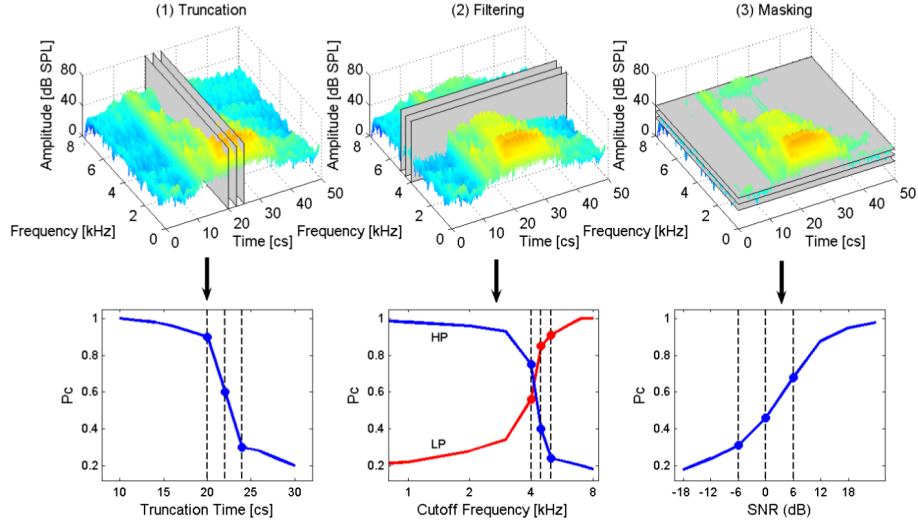 (1) Truncation
(2) Filtering
(3) Masking
Amplitude [dB SPL]
80
40
0
8
6
4
2
0
Frequency [kHz]
0
10
20
30
40
50
Time [cs]
Amplitude [dB SPL]
80
40
0
8
6
4
2
0
Frequency [kHz]
0
10
20
30
40
50
Time [cs]
Amplitude [dB SPL]
80
40
0
8
6
4
2
0
Frequency [kHz]
0
10
20
30
40
50
Time [cs]
Pc
1
0.8
0.6
0.4
0.2
10 15 20 25 30
Truncation Time [cs]
Pc
1
0.8
0.6
0.4
0.2
HP
LP
1 2 4 8
Cutoff Frequency [kHz]
Pc
1
0.8
0.6
0.4
0.2
-18 -12 -6 0 6 12 18
SNR (dB)